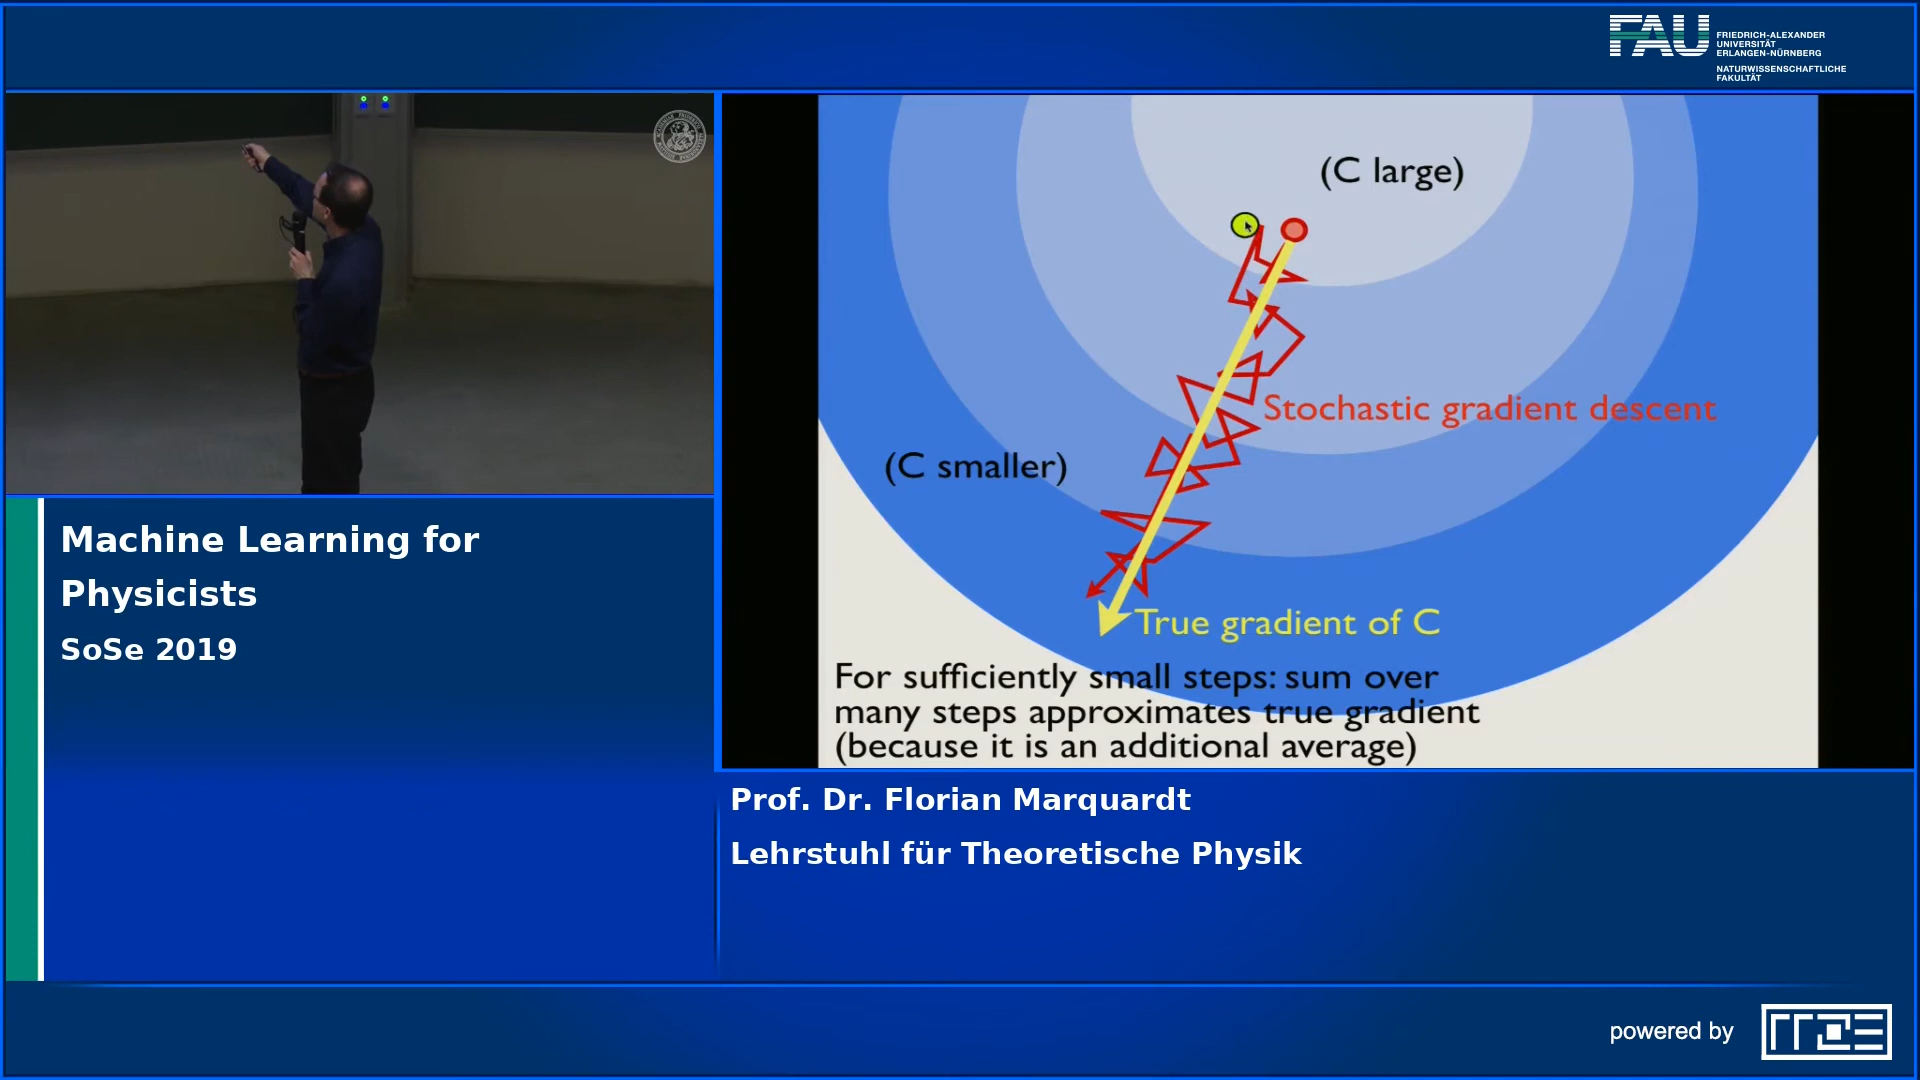 FAU
FRIEDRICH-ALEXANDER
UNIVERSITÄT
ERLANGEN-NÜRNBERG
NATURWISSENSCHAFTLICHE
FAKULTÄT
(C large)
Stochastic gradient descent
(C smaller)
True gradient of C
For sufficiently small steps: sum over
many steps approximates true gradient
(because it is an additional average)
Machine Learning for
Physicists
SoSe 2019
Prof. Dr. Florian Marquardt
Lehrstuhl für Theoretische Physik
powered by